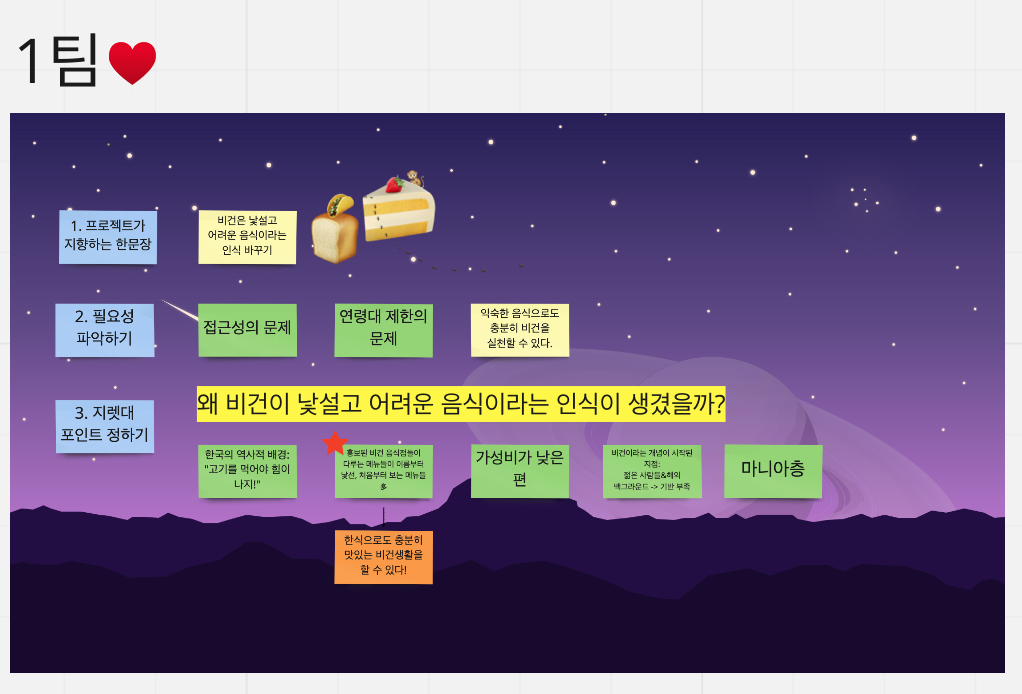 1팀
1. 프로젝트가
지향하는 한문장
비건은 낯설고
어려운 음식이라는
인식 바꾸기
2. 필요성
파악하기
접근성의 문제
연령대 제한의
문제
익숙한 음식으로도
충분히 비건을
실천할 수 있다.
3. 지렛대
포인트 정하기
왜 비건이 낯설고 어려운 음식이라는 인식이 생겼을까?
한국의 역사적 배경:
"고기를 먹어야 힘이
나지!"
홍보된 비건 음식점들이
다루는 메뉴들이 이름부터
낯선, 처음부터 보는 메뉴들
多
가성비가 낮은
편
비건이라는 개념이 시작된
지점:
젊은 사람들&해외
백그라운드 -> 기반 부족
마니아층
한식으로도 충분히
맛있는 비건생활을
할 수 있다!